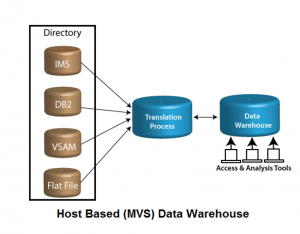 Directory
IMS
DB2
VSAM
Flat File
Translation
Process
Data
Warehouse
Access & Analysis Tools
Host Based (MVS) Data Warehouse